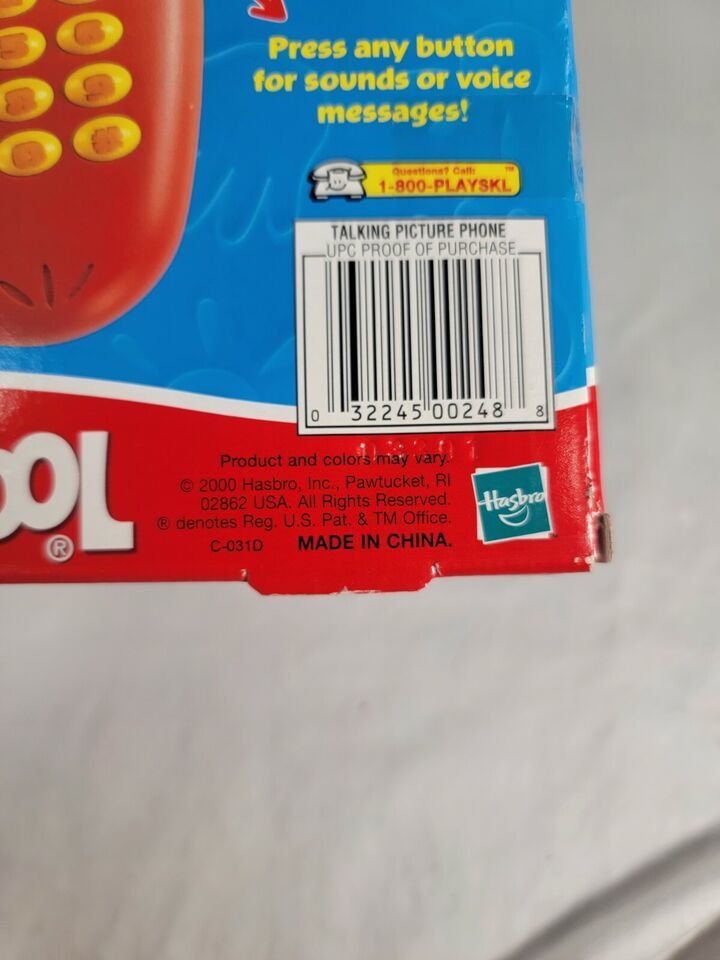 Press any button
for sounds or voice
messages!
Questions? Call: ™
1-800-PLAYSKL
TALKING PICTURE PHONE
UPC PROOF OF PURCHASE
0 32245 00248 8
Product and colors may vary.
© 2000 Hasbro, Inc., Pawtucket, RI
02862 USA. All Rights Reserved.
® denotes Reg. U.S. Pat. & TM Office.
C-031D MADE IN CHINA.
Hasbro
ool
®